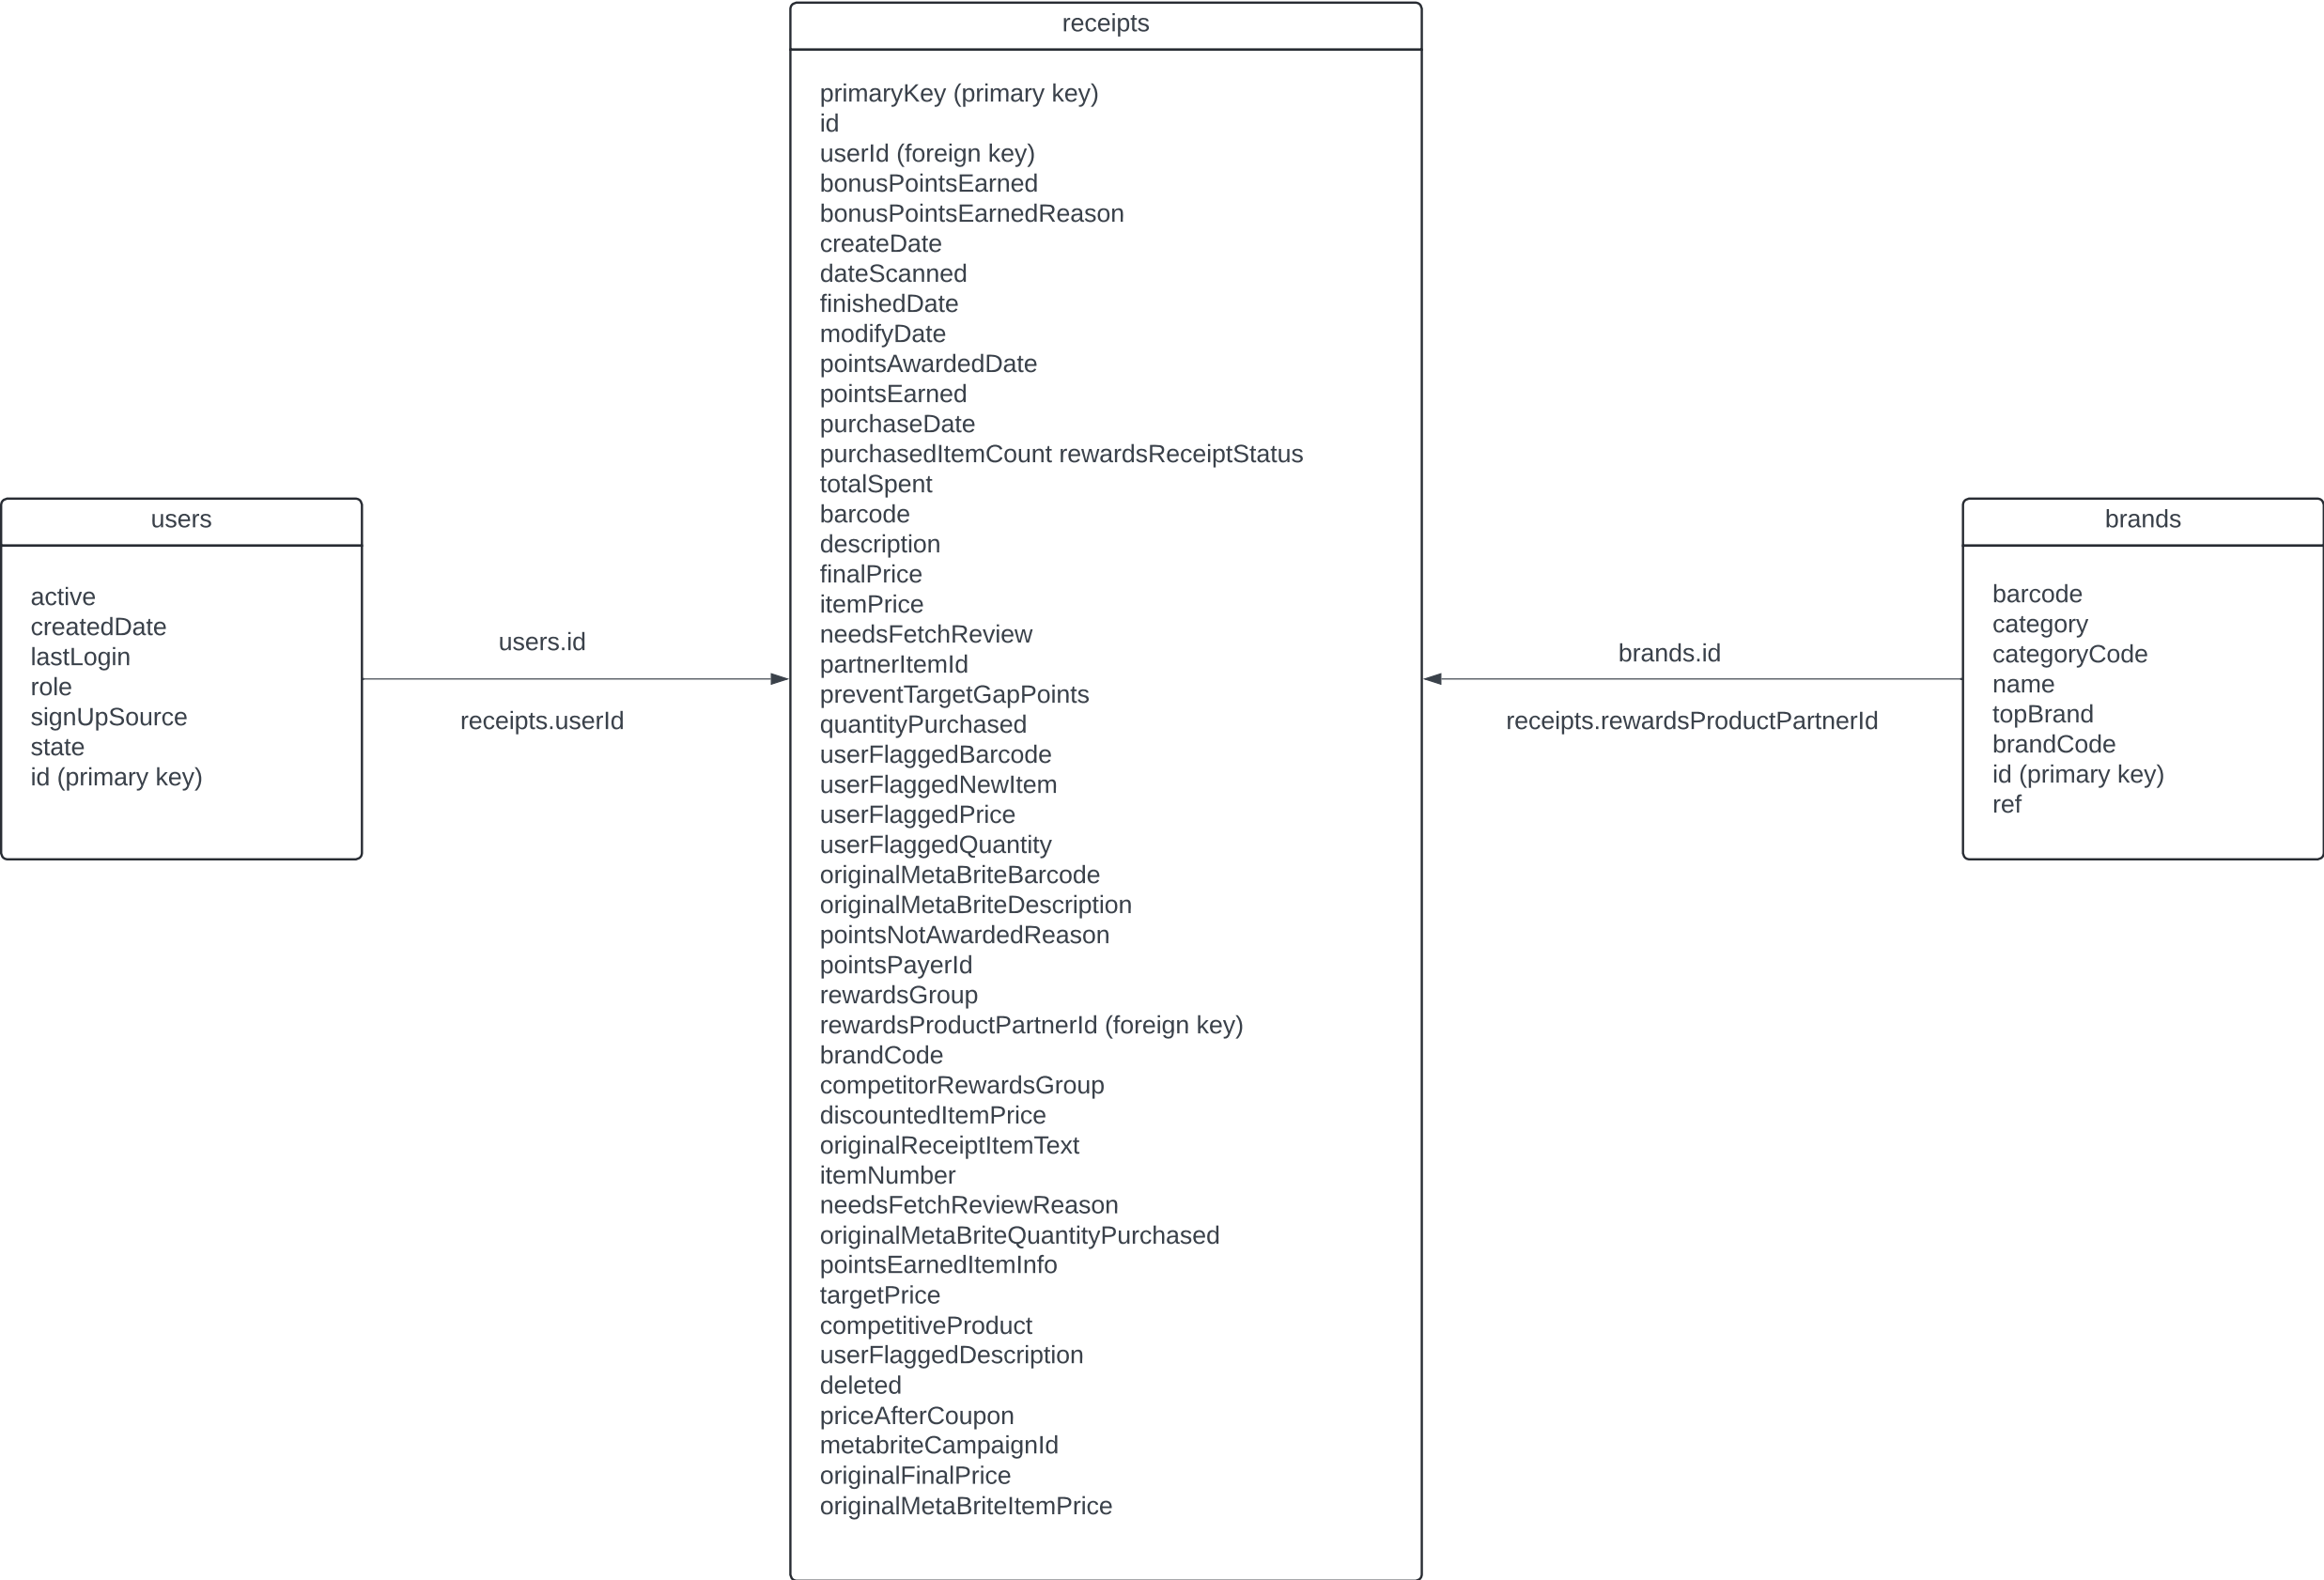 receipts
primaryKey (primary key)
id
userId (foreign key)
bonusPointsEarned
bonusPointsEarnedReason
createDate
dateScanned
finishedDate
modifyDate
pointsAwardedDate
pointsEarned
purchaseDate
purchasedItemCount rewardsReceiptStatus
totalSpent
barcode
description
finalPrice
itemPrice
needsFetchReview
partnerItemId
preventTargetGapPoints
quantityPurchased
userFlaggedBarcode
userFlaggedNewItem
userFlaggedPrice
userFlaggedQuantity
originalMetaBriteBarcode
originalMetaBriteDescription
pointsNotAwardedReason
pointsPayerId
rewardsGroup
rewardsProductPartnerId (foreign key)
brandCode
competitorRewardsGroup
discountedItemPrice
originalReceiptItemText
itemNumber
needsFetchReviewReason
originalMetaBriteQuantityPurchased
pointsEarnedItemInfo
targetPrice
competitiveProduct
userFlaggedDescription
deleted
priceAfterCoupon
metabriteCampaignId
originalFinalPrice
originalMetaBriteItemPrice
users
active
createdDate
lastLogin
role
signUpSource
state
id (primary key)
users.id
receipts.userId
brands.id
receipts.rewardsProductPartnerId
brands
barcode
category
categoryCode
name
topBrand
brandCode
id (primary key)
ref